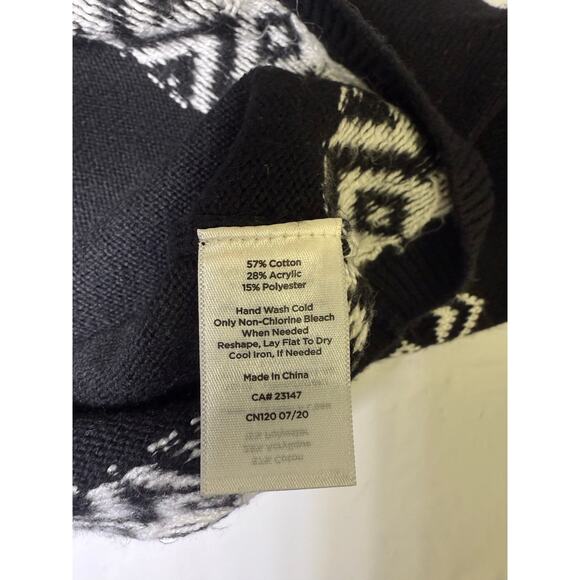 57% Cotton
28% Acrylic
15% Polyester
Hand Wash Cold
Only Non-Chlorine Bleach
When Needed
Reshape, Lay Flat To Dry
Cool Iron, If Needed
Made in China
CA# 23147
CN120 07/20